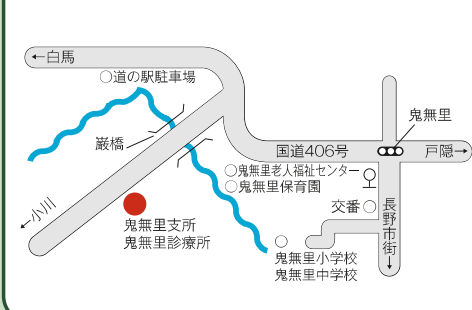 ←白馬
○道の駅駐車場
鬼無里
巌橋
国道406号
戸隠→
○鬼無里老人福祉センター
○鬼無里保育園
交番○
長野市街
小川
鬼無里支所
鬼無里診療所
鬼無里小学校
鬼無里中学校